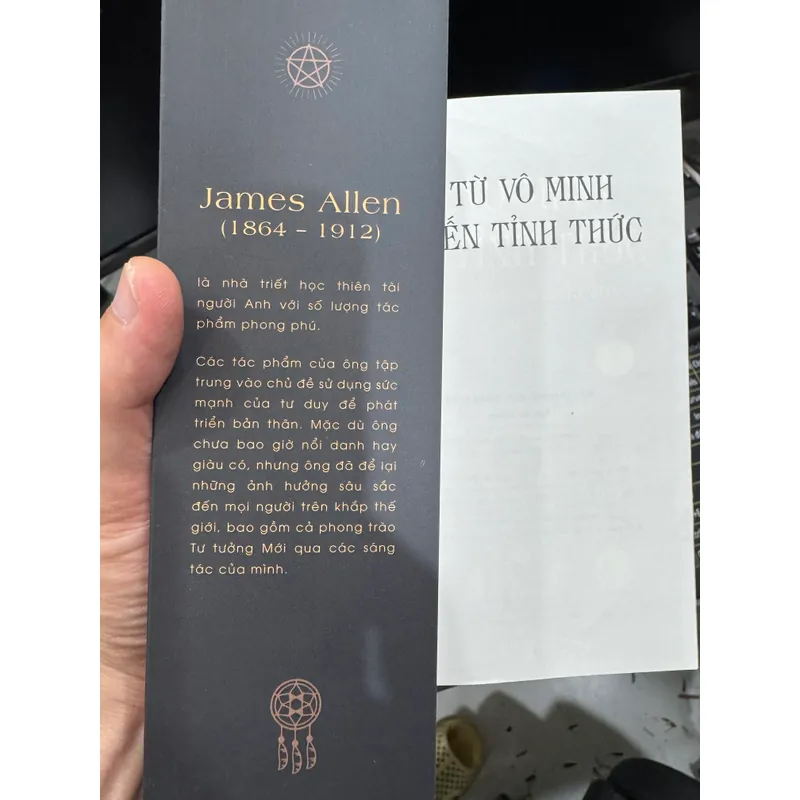 James Allen
(1864 – 1912)
là nhà triết học thiên tài
người Anh với số lượng tác
phẩm phong phú.
Các tác phẩm của ông tập
trung vào chủ đề sử dụng sức
mạnh của tư duy để phát
triển bản thân. Mặc dù ông
chưa bao giờ nổi danh hay
giàu có, nhưng ông đã để lại
những ảnh hưởng sâu sắc
đến mọi người trên khắp thế
giới, bao gồm cả phong trào
Tư tưởng Mới qua các sáng
tác của mình.
TỪ VÔ MINH
ẾN TỈNH THỨC